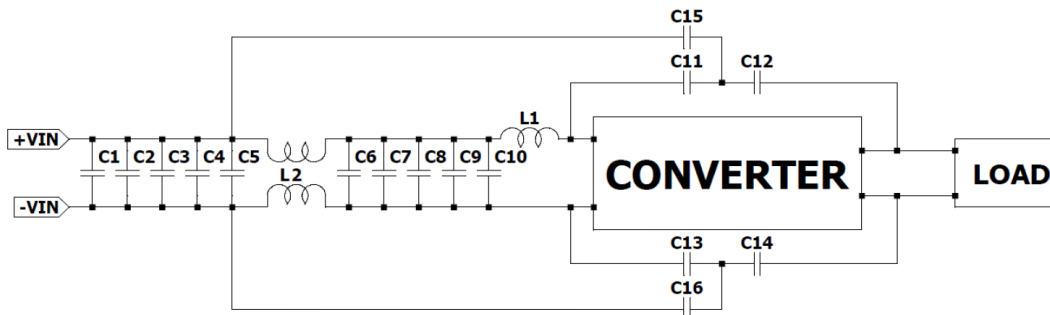 C15
C11 C12
L1
+VIN
C1 C2 C3 C4 C5 C6 C7 C8 C9 C10
L2
CONVERTER
LOAD
-VIN
C13 C14
C16